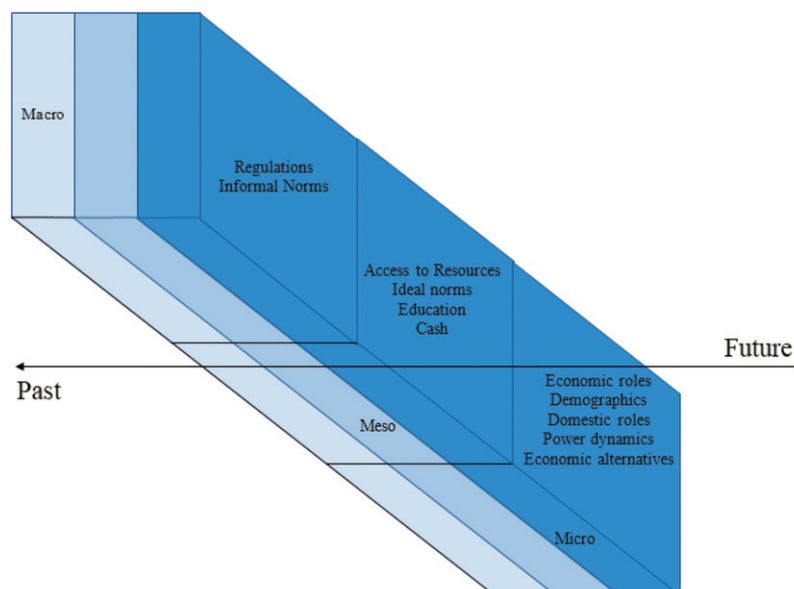 Macro
Regulations
Informal Norms
Access to Resources
Ideal norms
Education
Cash
Future
Past
Economic roles
Demographics
Domestic roles
Power dynamics
Economic alternatives
Meso
Micro